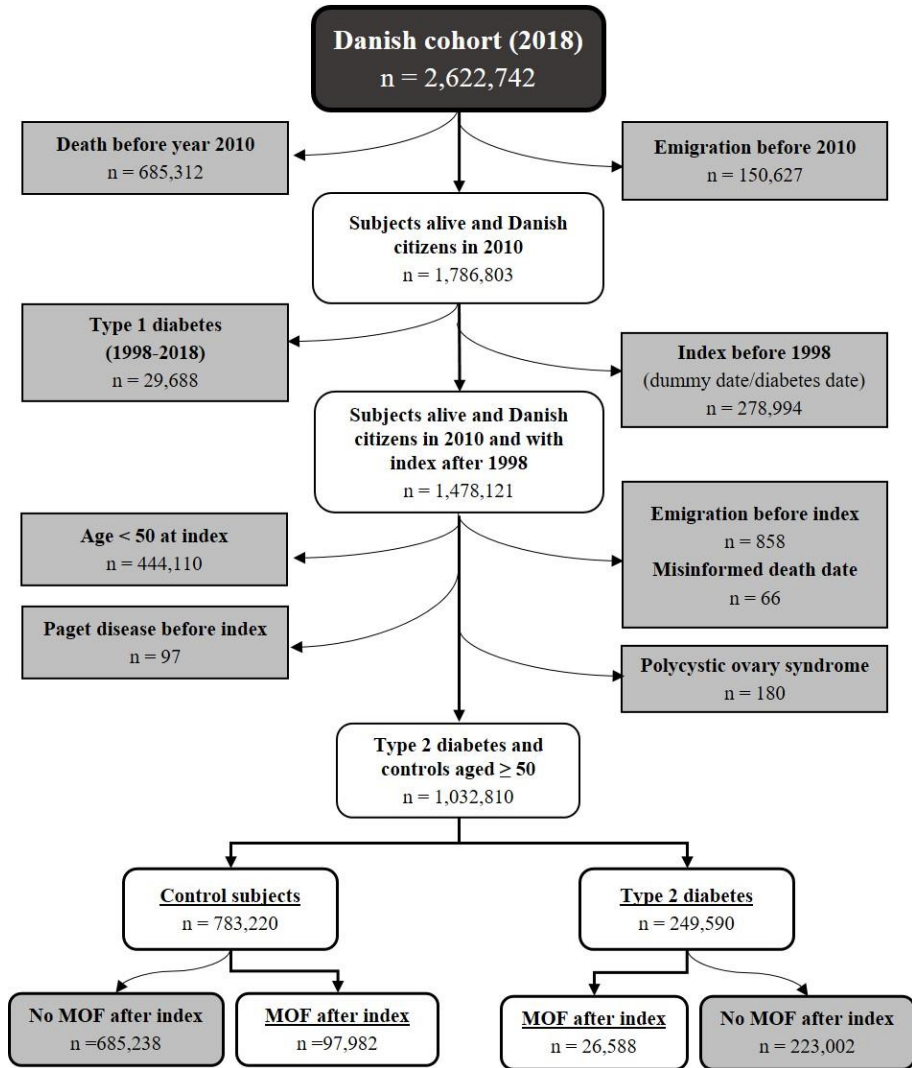 Danish cohort (2018)
n = 2,622,742
Death before year 2010
n = 685,312
Emigration before 2010
n = 150,627
Subjects alive and Danish
citizens in 2010
n = 1,786,803
Type 1 diabetes
(1998-2018)
n = 29,688
Index before 1998
(dummy date/diabetes date)
n = 278,994
Subjects alive and Danish
citizens in 2010 and with
index after 1998
n = 1,478,121
Age < 50 at index
n = 444,110
Emigration before index
n = 858
Misinformed death date
n = 66
Paget disease before index
n = 97
Polycystic ovary syndrome
n = 180
Type 2 diabetes and
controls aged ≥ 50
n = 1,032,810
Control subjects
n = 783,220
Type 2 diabetes
n = 249,590
No MOF after index
n =685,238
MOF after index
n =97,982
MOF after index
n = 26,588
No MOF after index
n = 223,002